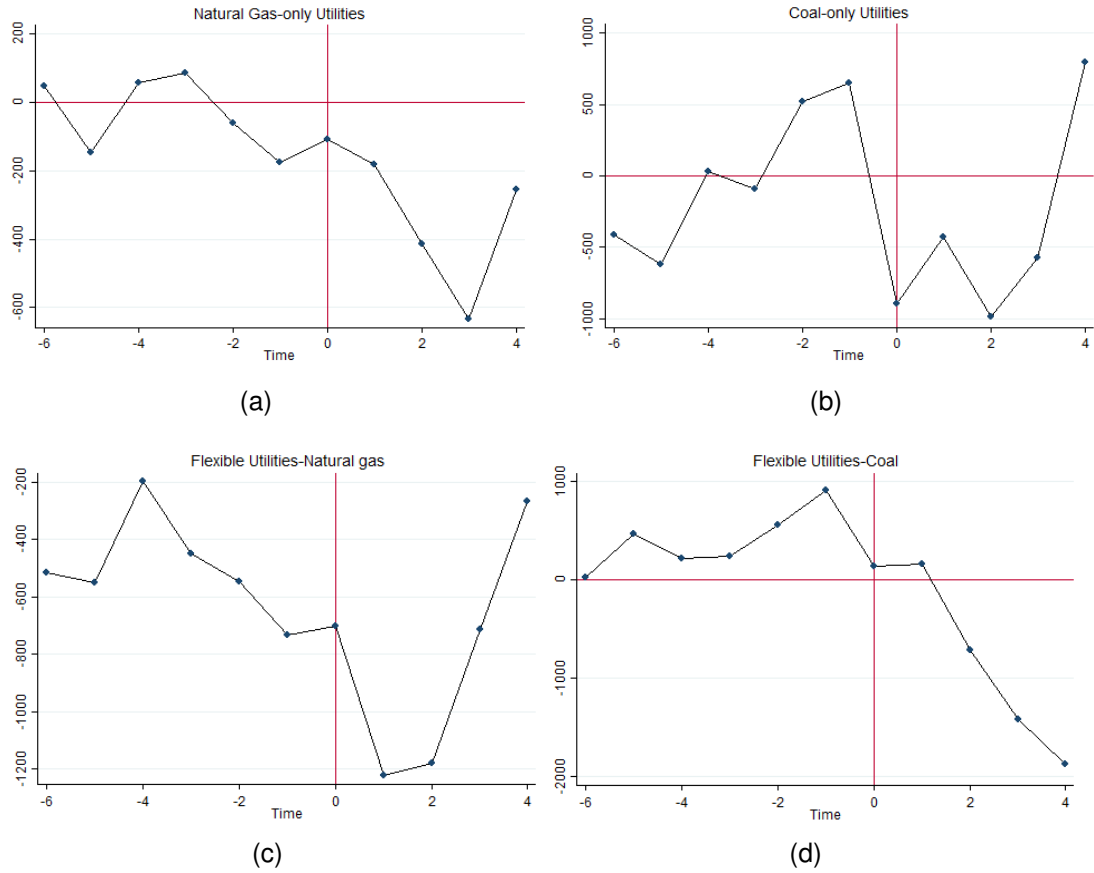 Natural Gas-only Utilities
200
0
-200
-400
-600
-6 -4 -2 0 2 4
Time
(a)
Coal-only Utilities
1000
500
0
-500
-1000
-6 -4 -2 0 2 4
Time
(b)
Flexible Utilities-Natural gas
-200
-400
-600
-800
-1000
-1200
-6 -4 -2 0 2 4
Time
(c)
Flexible Utilities-Coal
1000
0
-1000
-2000
-6 -4 -2 0 2 4
Time
(d)